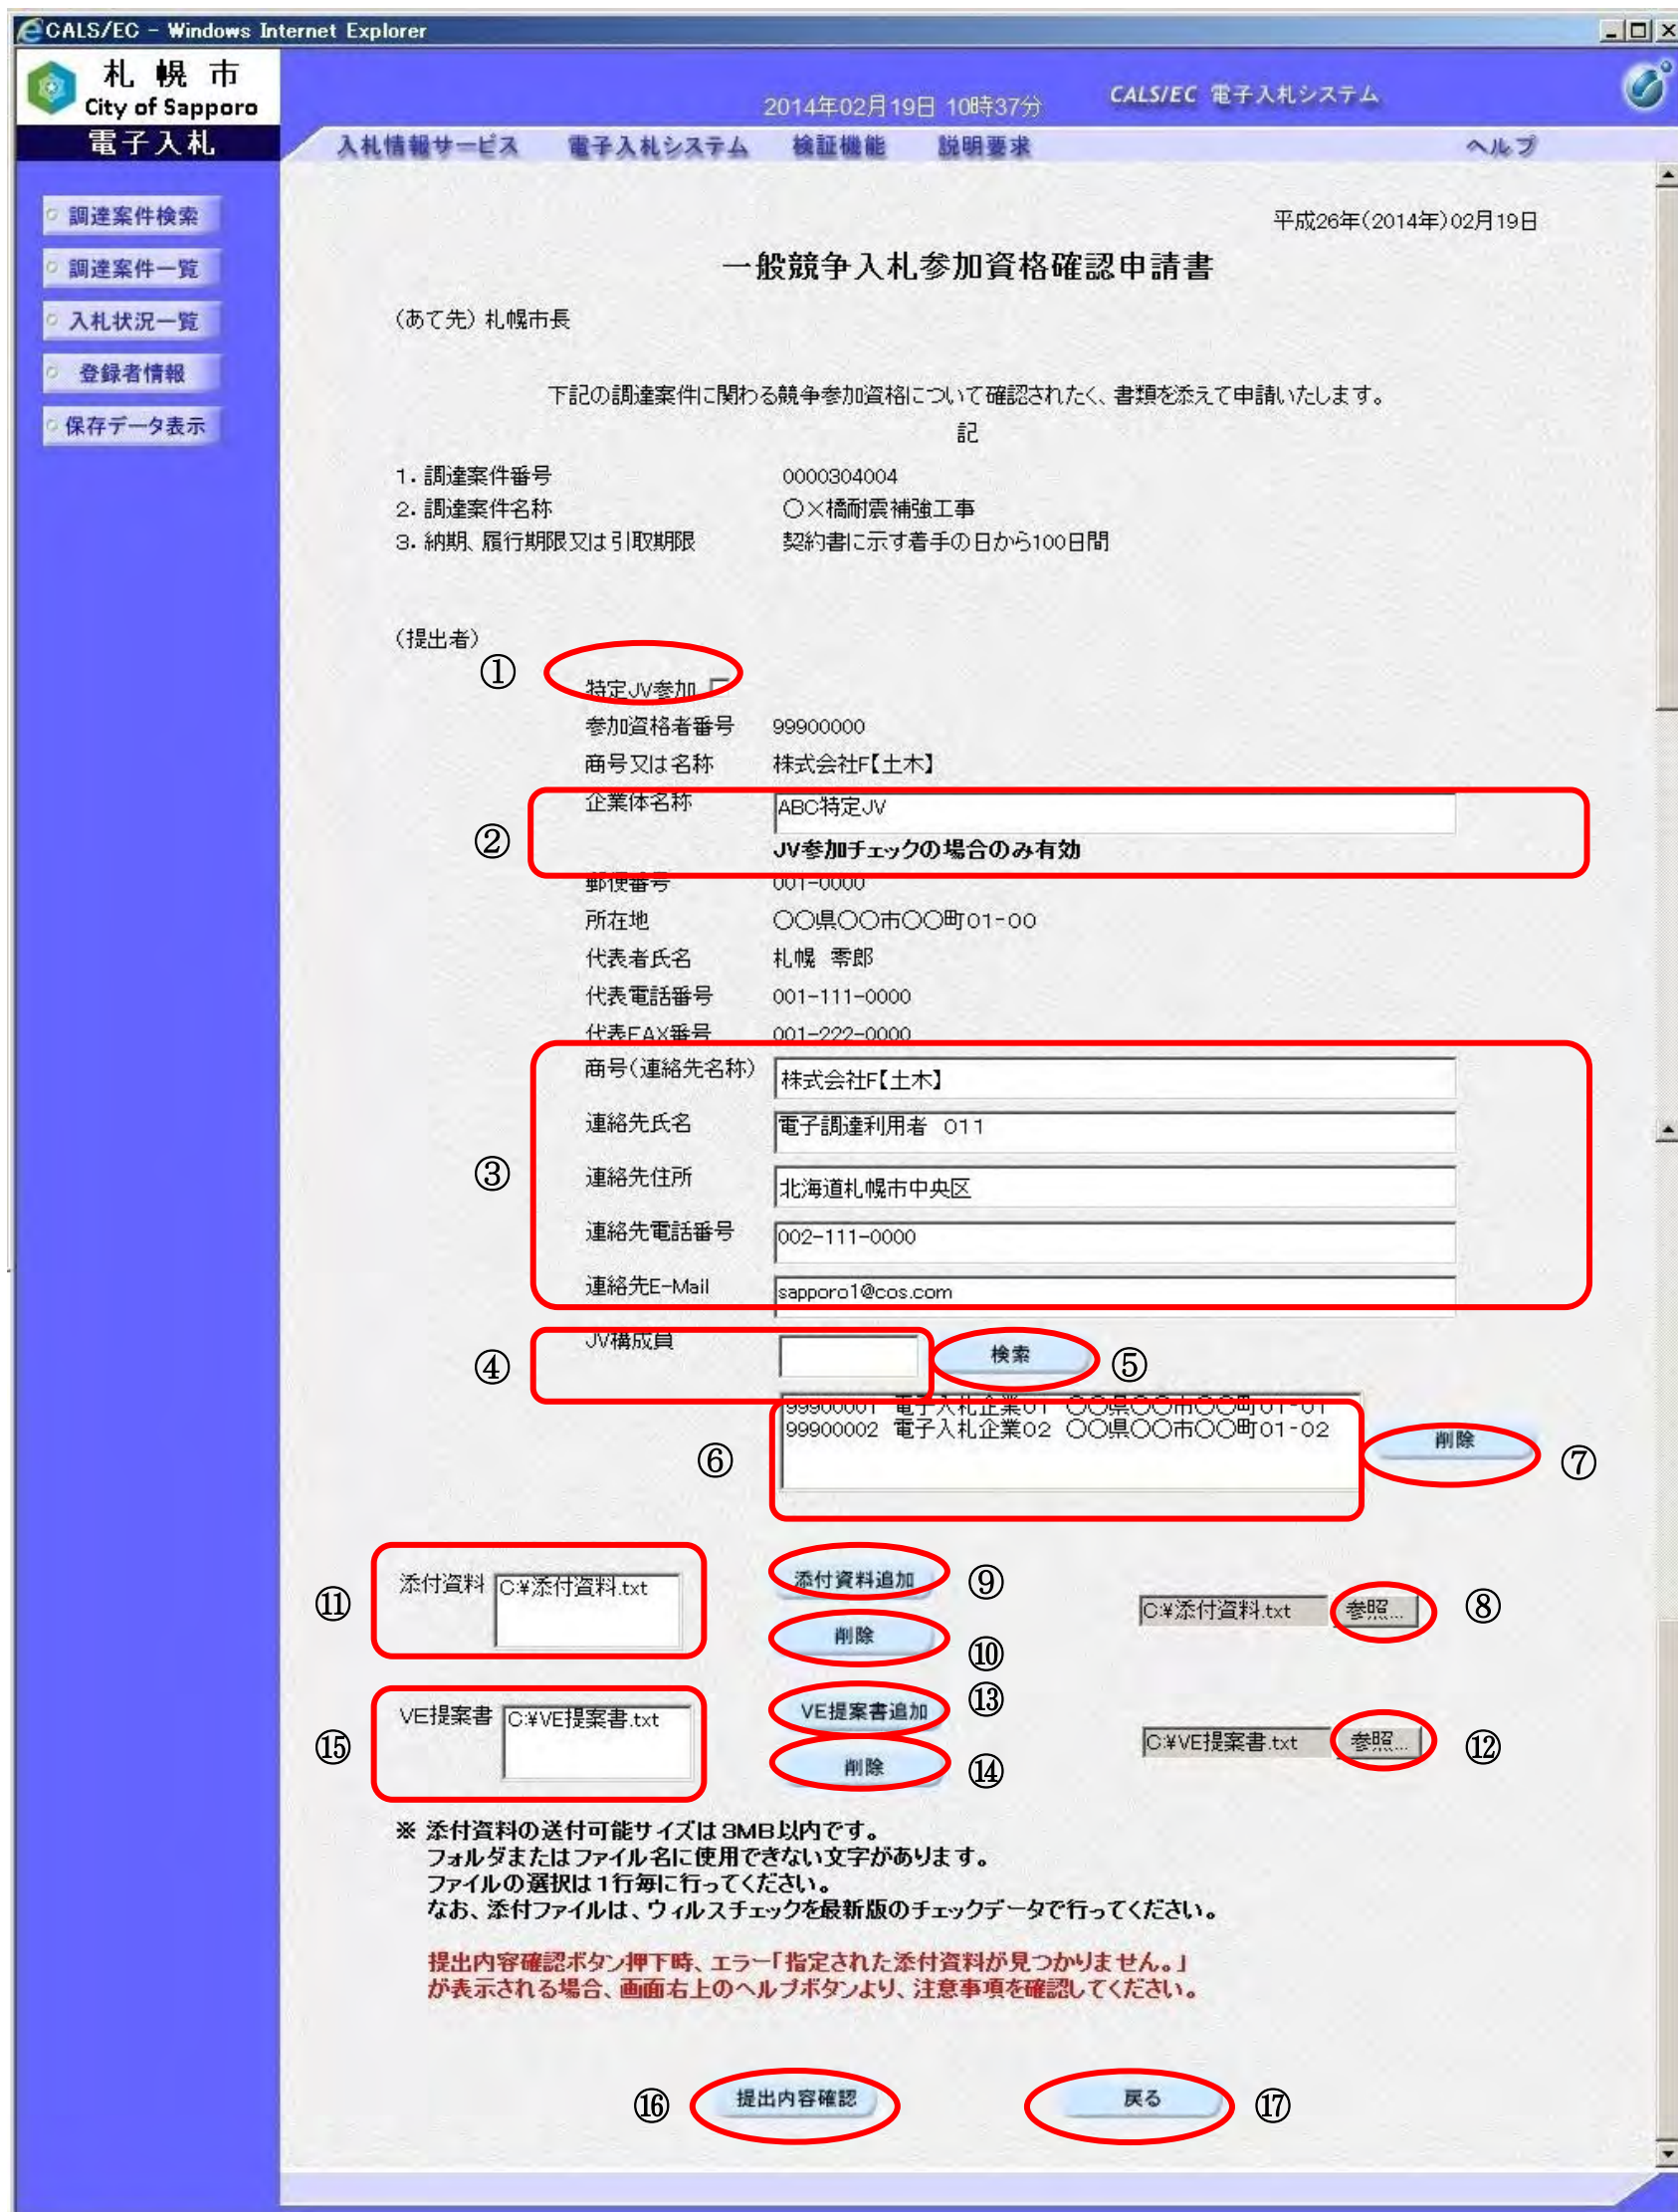 CALS/EC - Windows Internet Explorer
札幌市
City of Sapporo
電子入札
2014年02月19日 10時37分
CALS/EC 電子入札システム
入札情報サービス 電子入札システム 検証機能 説明要求 ヘルプ
調達案件検索
調達案件一覧
入札状況一覧
登録者情報
保存データ表示
平成26年(2014年)02月19日
一般競争入札参加資格確認申請書
(あて先)札幌市長
下記の調達案件に関わる競争参加資格について確認されたく、書類を添えて申請いたします。
記
1.調達案件番号 0000304004
2.調達案件名称 〇×橋耐震補強工事
3.納期、履行期限又は引取期限 契約書に示す着手の日から100日間
(提出者)
① 特定JV参加
参加資格者番号 99900000
商号又は名称 株式会社F【土木】
企業体名称 ABC特定JV
② JV参加チェックの場合のみ有効
郵便番号 001-0000
所在地 〇〇県〇〇市〇〇町01-00
代表者氏名 札幌 零郎
代表電話番号 001-111-0000
代表FAX番号 001-222-0000
商号(連絡先名称) 株式会社F【土木】
連絡先氏名 電子調達利用者 011
③ 連絡先住所 北海道札幌市中央区
連絡先電話番号 002-111-0000
連絡先E-Mail sapporo1@cos.com
④ JV構成員 検索 ⑤
99900001 電子入札企業01 〇〇県〇〇市〇〇町01-01
99900002 電子入札企業02 〇〇県〇〇市〇〇町01-02
⑥ 削除 ⑦
⑪ 添付資料 C:¥添付資料.txt 添付資料追加 ⑨
C:¥添付資料.txt 参照... ⑧
削除 ⑩
VE提案書 C:¥VE提案書.txt VE提案書追加 ⑬
⑮ C:¥VE提案書.txt 参照... ⑫
削除 ⑭
※ 添付資料の送付可能サイズは3MB以内です。
フォルダまたはファイル名に使用できない文字があります。
ファイルの選択は1行毎に行ってください。
なお、添付ファイルは、ウィルスチェックを最新版のチェックデータで行ってください。
提出内容確認ボタン押下時、エラー「指定された添付資料が見つかりません。」
が表示される場合、画面右上のヘルプボタンより、注意事項を確認してください。
⑯ 提出内容確認 戻る ⑰